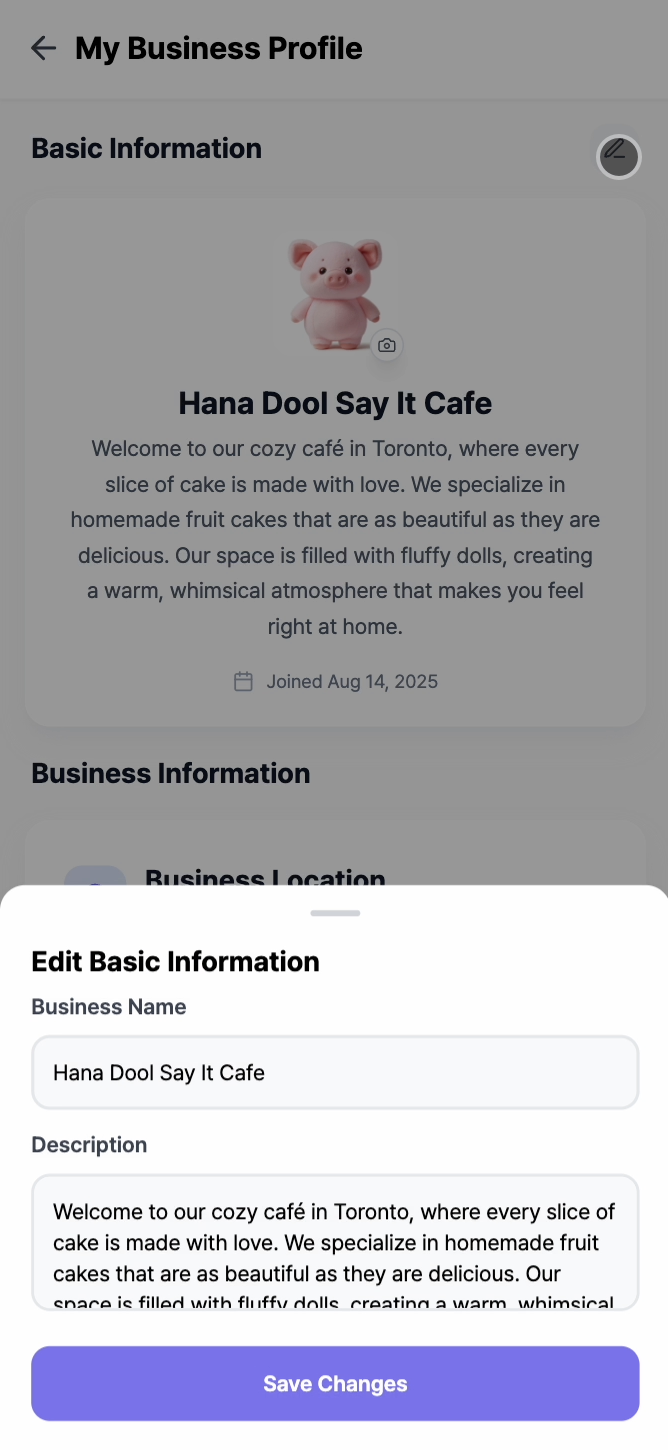 My Business Profile
Basic Information
Hana Dool Say It Cafe
Welcome to our cozy café in Toronto, where every
slice of cake is made with love. We specialize in
homemade fruit cakes that are as beautiful as they are
delicious. Our space is filled with fluffy dolls, creating
a warm, whimsical atmosphere that makes you feel
right at home.
Joined Aug 14, 2025
Business Information
Business Location
Edit Basic Information
Business Name
Hana Dool Say It Cafe
Description
Welcome to our cozy café in Toronto, where every slice of
cake is made with love. We specialize in homemade fruit
cakes that are as beautiful as they are delicious. Our
space is filled with fluffy dolls, creating a warm, whimsical
Save Changes